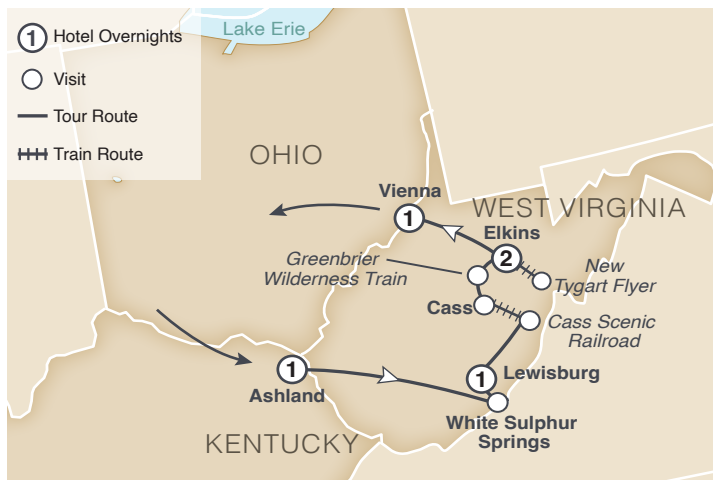 Lake Erie
1 Hotel Overnights
Visit
Tour Route
Train Route
OHIO
Vienna
1
WEST VIRGINIA
Elkins
2
Greenbrier
Wilderness Train
New
Tygart Flyer
Cass
Cass Scenic
Railroad
1
Ashland
1
Lewisburg
White Sulphur
Springs
KENTUCKY